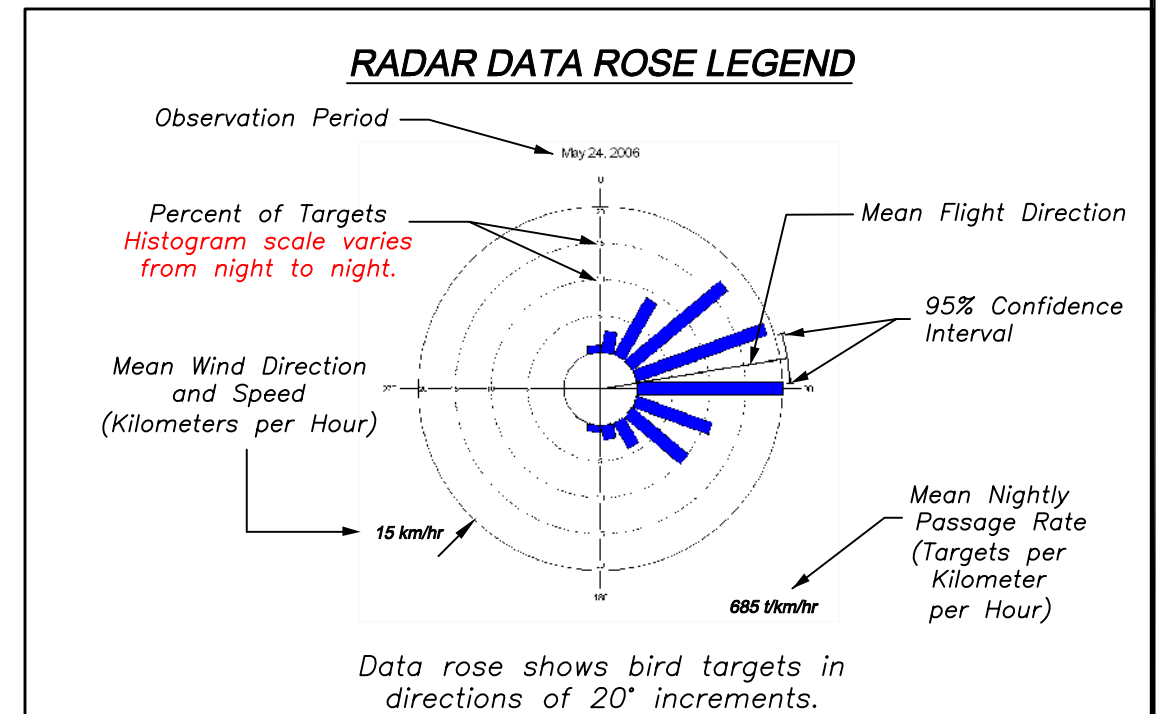 RADAR DATA ROSE LEGEND
Observation Period
May 24, 2006
0
Percent of Targets
Histogram scale varies
from night to night.
Mean Flight Direction
95% Confidence
Interval
Mean Wind Direction
and Speed
(Kilometers per Hour)
15 km/hr
Mean Nightly
Passage Rate
(Targets per
Kilometer
per Hour)
685 t/km/hr
Data rose shows bird targets in
directions of 20° increments.